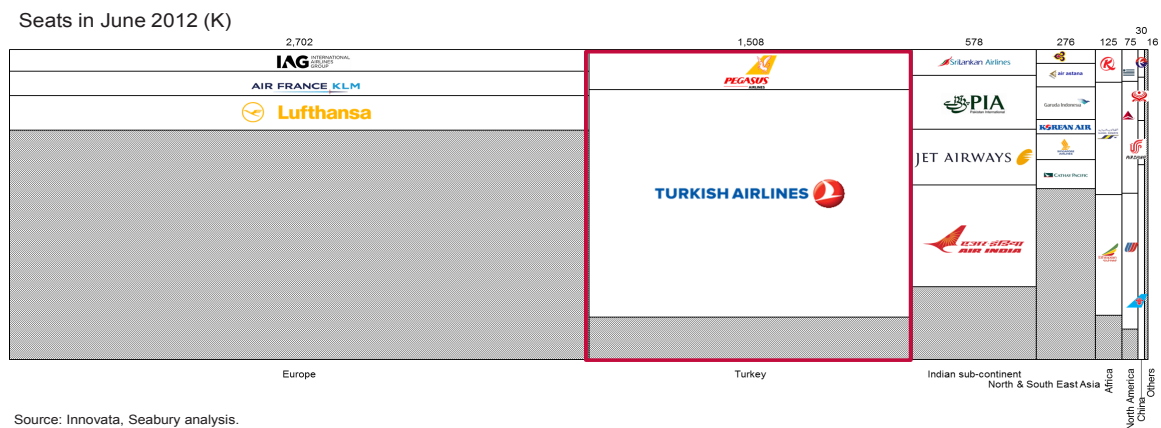 Seats in June 2012 (K)
30
2,702 1,508 578 276 125 75 16
IAG INTERNATIONAL AIRLINES GROUP
AIR FRANCE KLM
Lufthansa
PEGASUS
AIRLINES
TURKISH AIRLINES
SriLankan Airlines
PIA
Pakistan International
JET AIRWAYS
एअर इंडिया
AIR INDIA
air astana
Garuda Indonesia
KOREAN AIR
SINGAPORE AIRLINES
CATHAY PACIFIC
Europe
Turkey
Indian sub-continent
North & South East Asia
Africa
North America
China
Others
Source: Innovata, Seabury analysis.